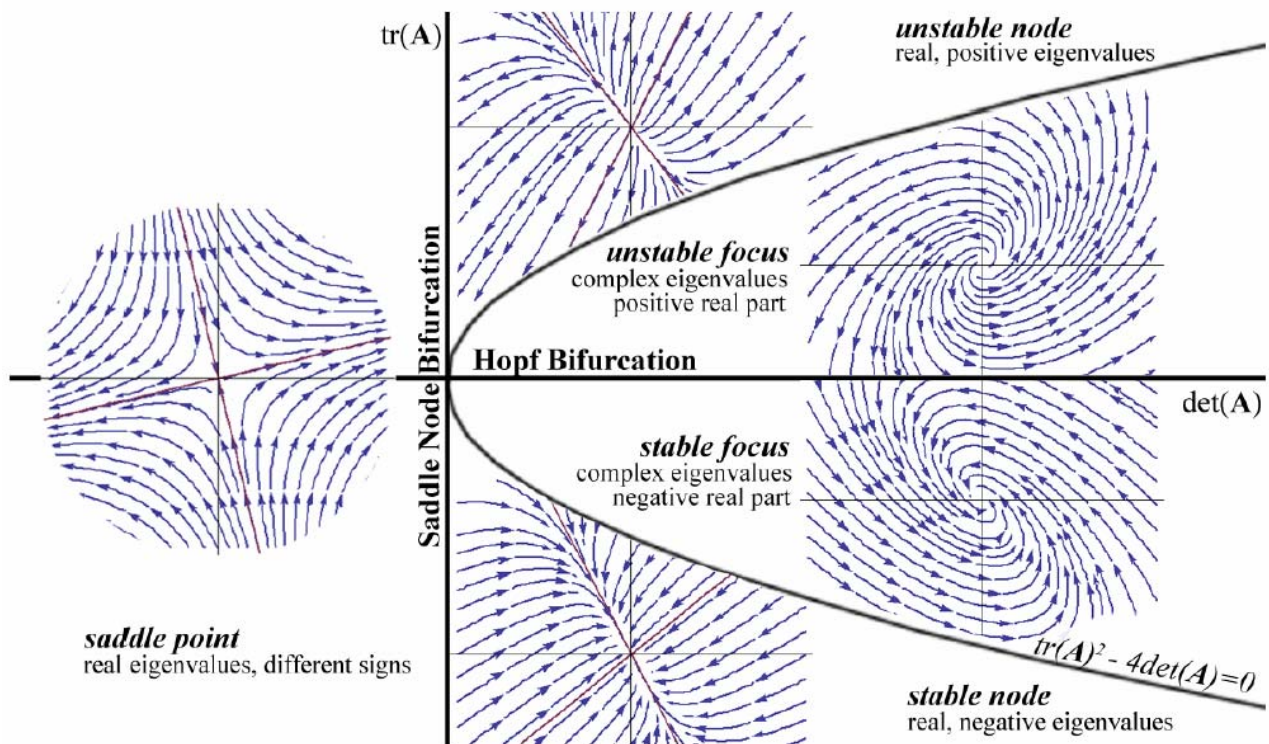 tr(A)
unstable node
real, positive eigenvalues
unstable focus
complex eigenvalues
positive real part
Saddle Node Bifurcation
Hopf Bifurcation
det(A)
stable focus
complex eigenvalues
negative real part
saddle point
real eigenvalues, different signs
tr(A)² - 4det(A)=0
stable node
real, negative eigenvalues